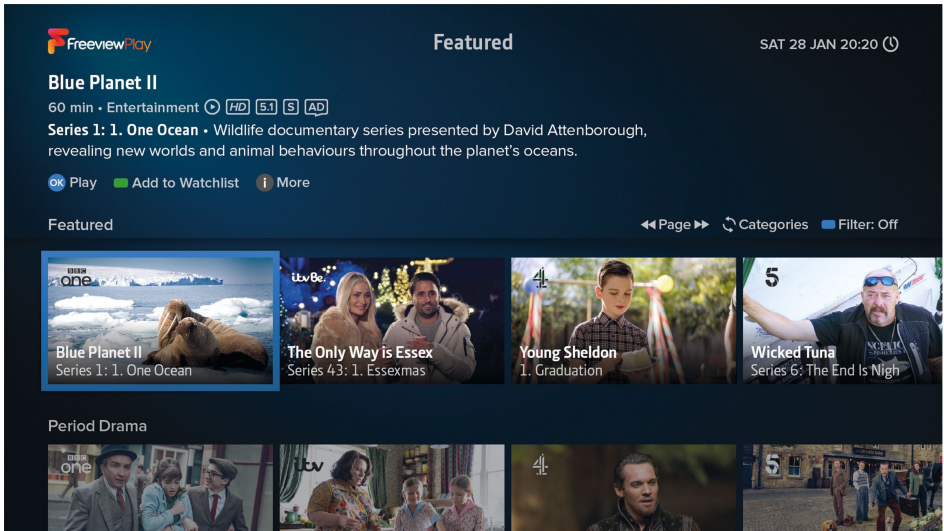 FreeviewPlay
Featured
SAT 28 JAN 20:20
Blue Planet II
60 min • Entertainment HD 5.1 S AD
Series 1: 1. One Ocean • Wildlife documentary series presented by David Attenborough,
revealing new worlds and animal behaviours throughout the planet's oceans.
OK Play Add to Watchlist i More
Featured
Page Categories Filter: Off
BBC
one
Blue Planet II
Series 1: 1. One Ocean
itvBe
The Only Way is Essex
Series 43: 1. Essexmas
4
Young Sheldon
1. Graduation
5
Wicked Tuna
Series 6: The End Is Nigh
Period Drama
BBC
one
itv
4
5